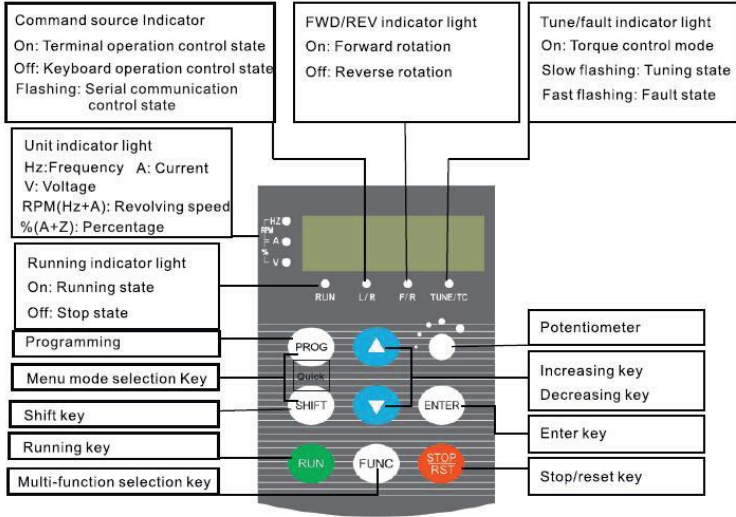 Command source Indicator
On: Terminal operation control state
Off: Keyboard operation control state
Flashing: Serial communication
control state
FWD/REV indicator light
On: Forward rotation
Off: Reverse rotation
Tune/fault indicator light
On: Torque control mode
Slow flashing: Tuning state
Fast flashing: Fault state
Unit indicator light
Hz:Frequency A: Current
V: Voltage
RPM(Hz+A): Revolving speed
%(A+Z): Percentage
Running indicator light
On: Running state
Off: Stop state
Programming
Menu mode selection Key
Shift key
Running key
Multi-function selection key
HZ
RPM
A
%
V
RUN L/R F/R TUNE/TC
PROG
Quick
SHIFT
ENTER
RUN
FUNC
STOP
RST
Potentiometer
Increasing key
Decreasing key
Enter key
Stop/reset key